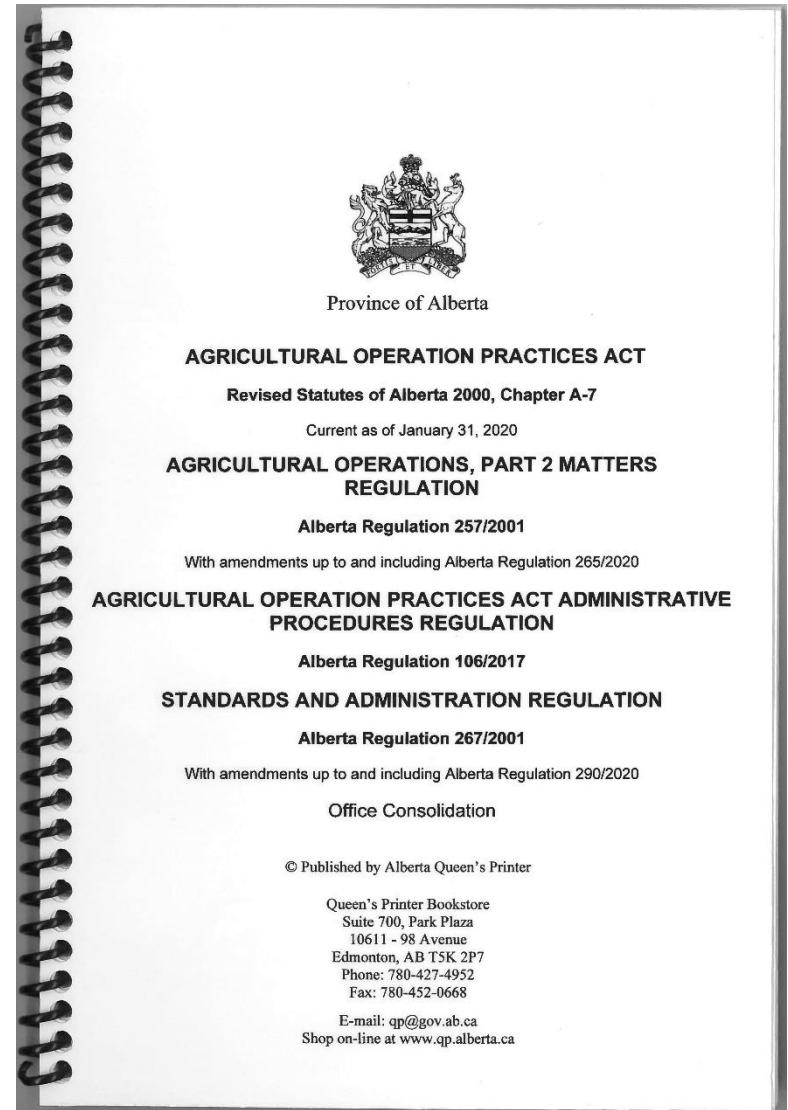 FORTIS ET LIBER
Province of Alberta
AGRICULTURAL OPERATION PRACTICES ACT
Revised Statutes of Alberta 2000, Chapter A-7
Current as of January 31, 2020
AGRICULTURAL OPERATIONS, PART 2 MATTERS
REGULATION
Alberta Regulation 257/2001
With amendments up to and including Alberta Regulation 265/2020
AGRICULTURAL OPERATION PRACTICES ACT ADMINISTRATIVE
PROCEDURES REGULATION
Alberta Regulation 106/2017
STANDARDS AND ADMINISTRATION REGULATION
Alberta Regulation 267/2001
With amendments up to and including Alberta Regulation 290/2020
Office Consolidation
© Published by Alberta Queen's Printer
Queen's Printer Bookstore
Suite 700, Park Plaza
10611 - 98 Avenue
Edmonton, AB T5K 2P7
Phone: 780-427-4952
Fax: 780-452-0668
E-mail: qp@gov.ab.ca
Shop on-line at www.qp.alberta.ca